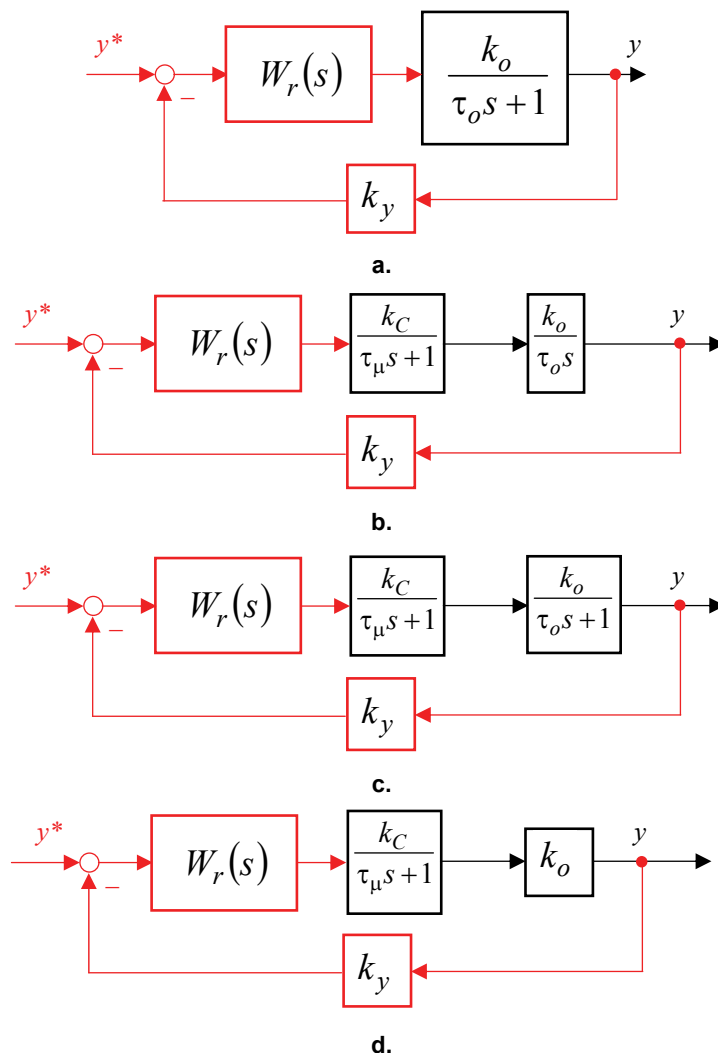 y* W_r(s) k_o / (τ_o s + 1) y
−
k_y
a.
y* W_r(s) k_C / (τ_μ s + 1) k_o / (τ_o s) y
−
k_y
b.
y* W_r(s) k_C / (τ_μ s + 1) k_o / (τ_o s + 1) y
−
k_y
c.
y* W_r(s) k_C / (τ_μ s + 1) k_o y
−
k_y
d.